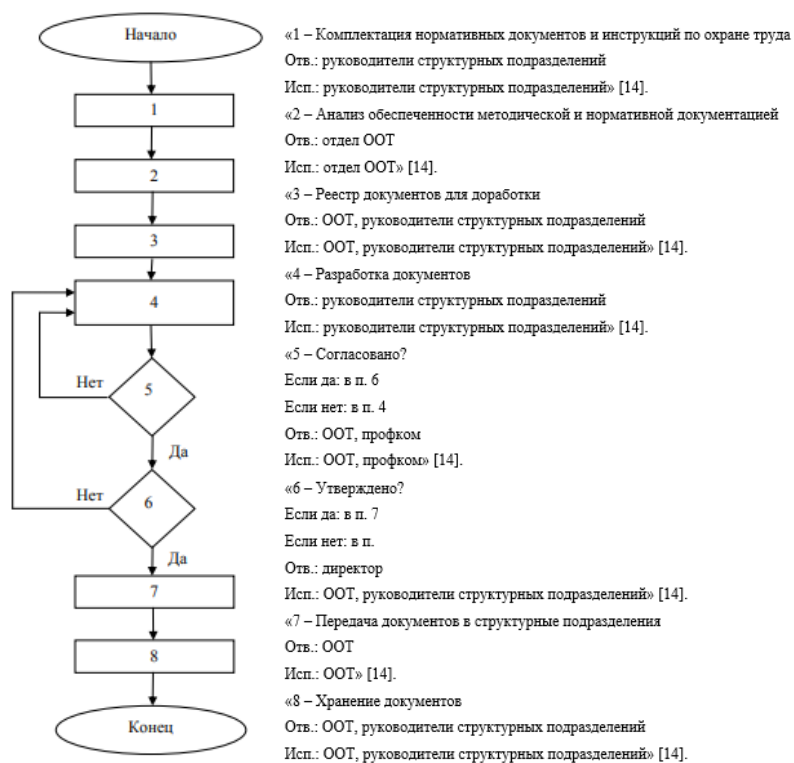 Начало
1
2
3
4
5
Нет
Да
6
Нет
Да
7
8
Конец
«1 – Комплектация нормативных документов и инструкций по охране труда
Отв.: руководители структурных подразделений
Исп.: руководители структурных подразделений» [14].
«2 – Анализ обеспеченности методической и нормативной документацией
Отв.: отдел ООТ
Исп.: отдел ООТ» [14].
«3 – Реестр документов для доработки
Отв.: ООТ, руководители структурных подразделений
Исп.: ООТ, руководители структурных подразделений» [14].
«4 – Разработка документов
Отв.: руководители структурных подразделений
Исп.: руководители структурных подразделений» [14].
«5 – Согласовано?
Если да: в п. 6
Если нет: в п. 4
Отв.: ООТ, профком
Исп.: ООТ, профком» [14].
«6 – Утверждено?
Если да: в п. 7
Если нет: в п.
Отв.: директор
Исп.: ООТ, руководители структурных подразделений» [14].
«7 – Передача документов в структурные подразделения
Отв.: ООТ
Исп.: ООТ» [14].
«8 – Хранение документов
Отв.: ООТ, руководители структурных подразделений
Исп.: ООТ, руководители структурных подразделений» [14].